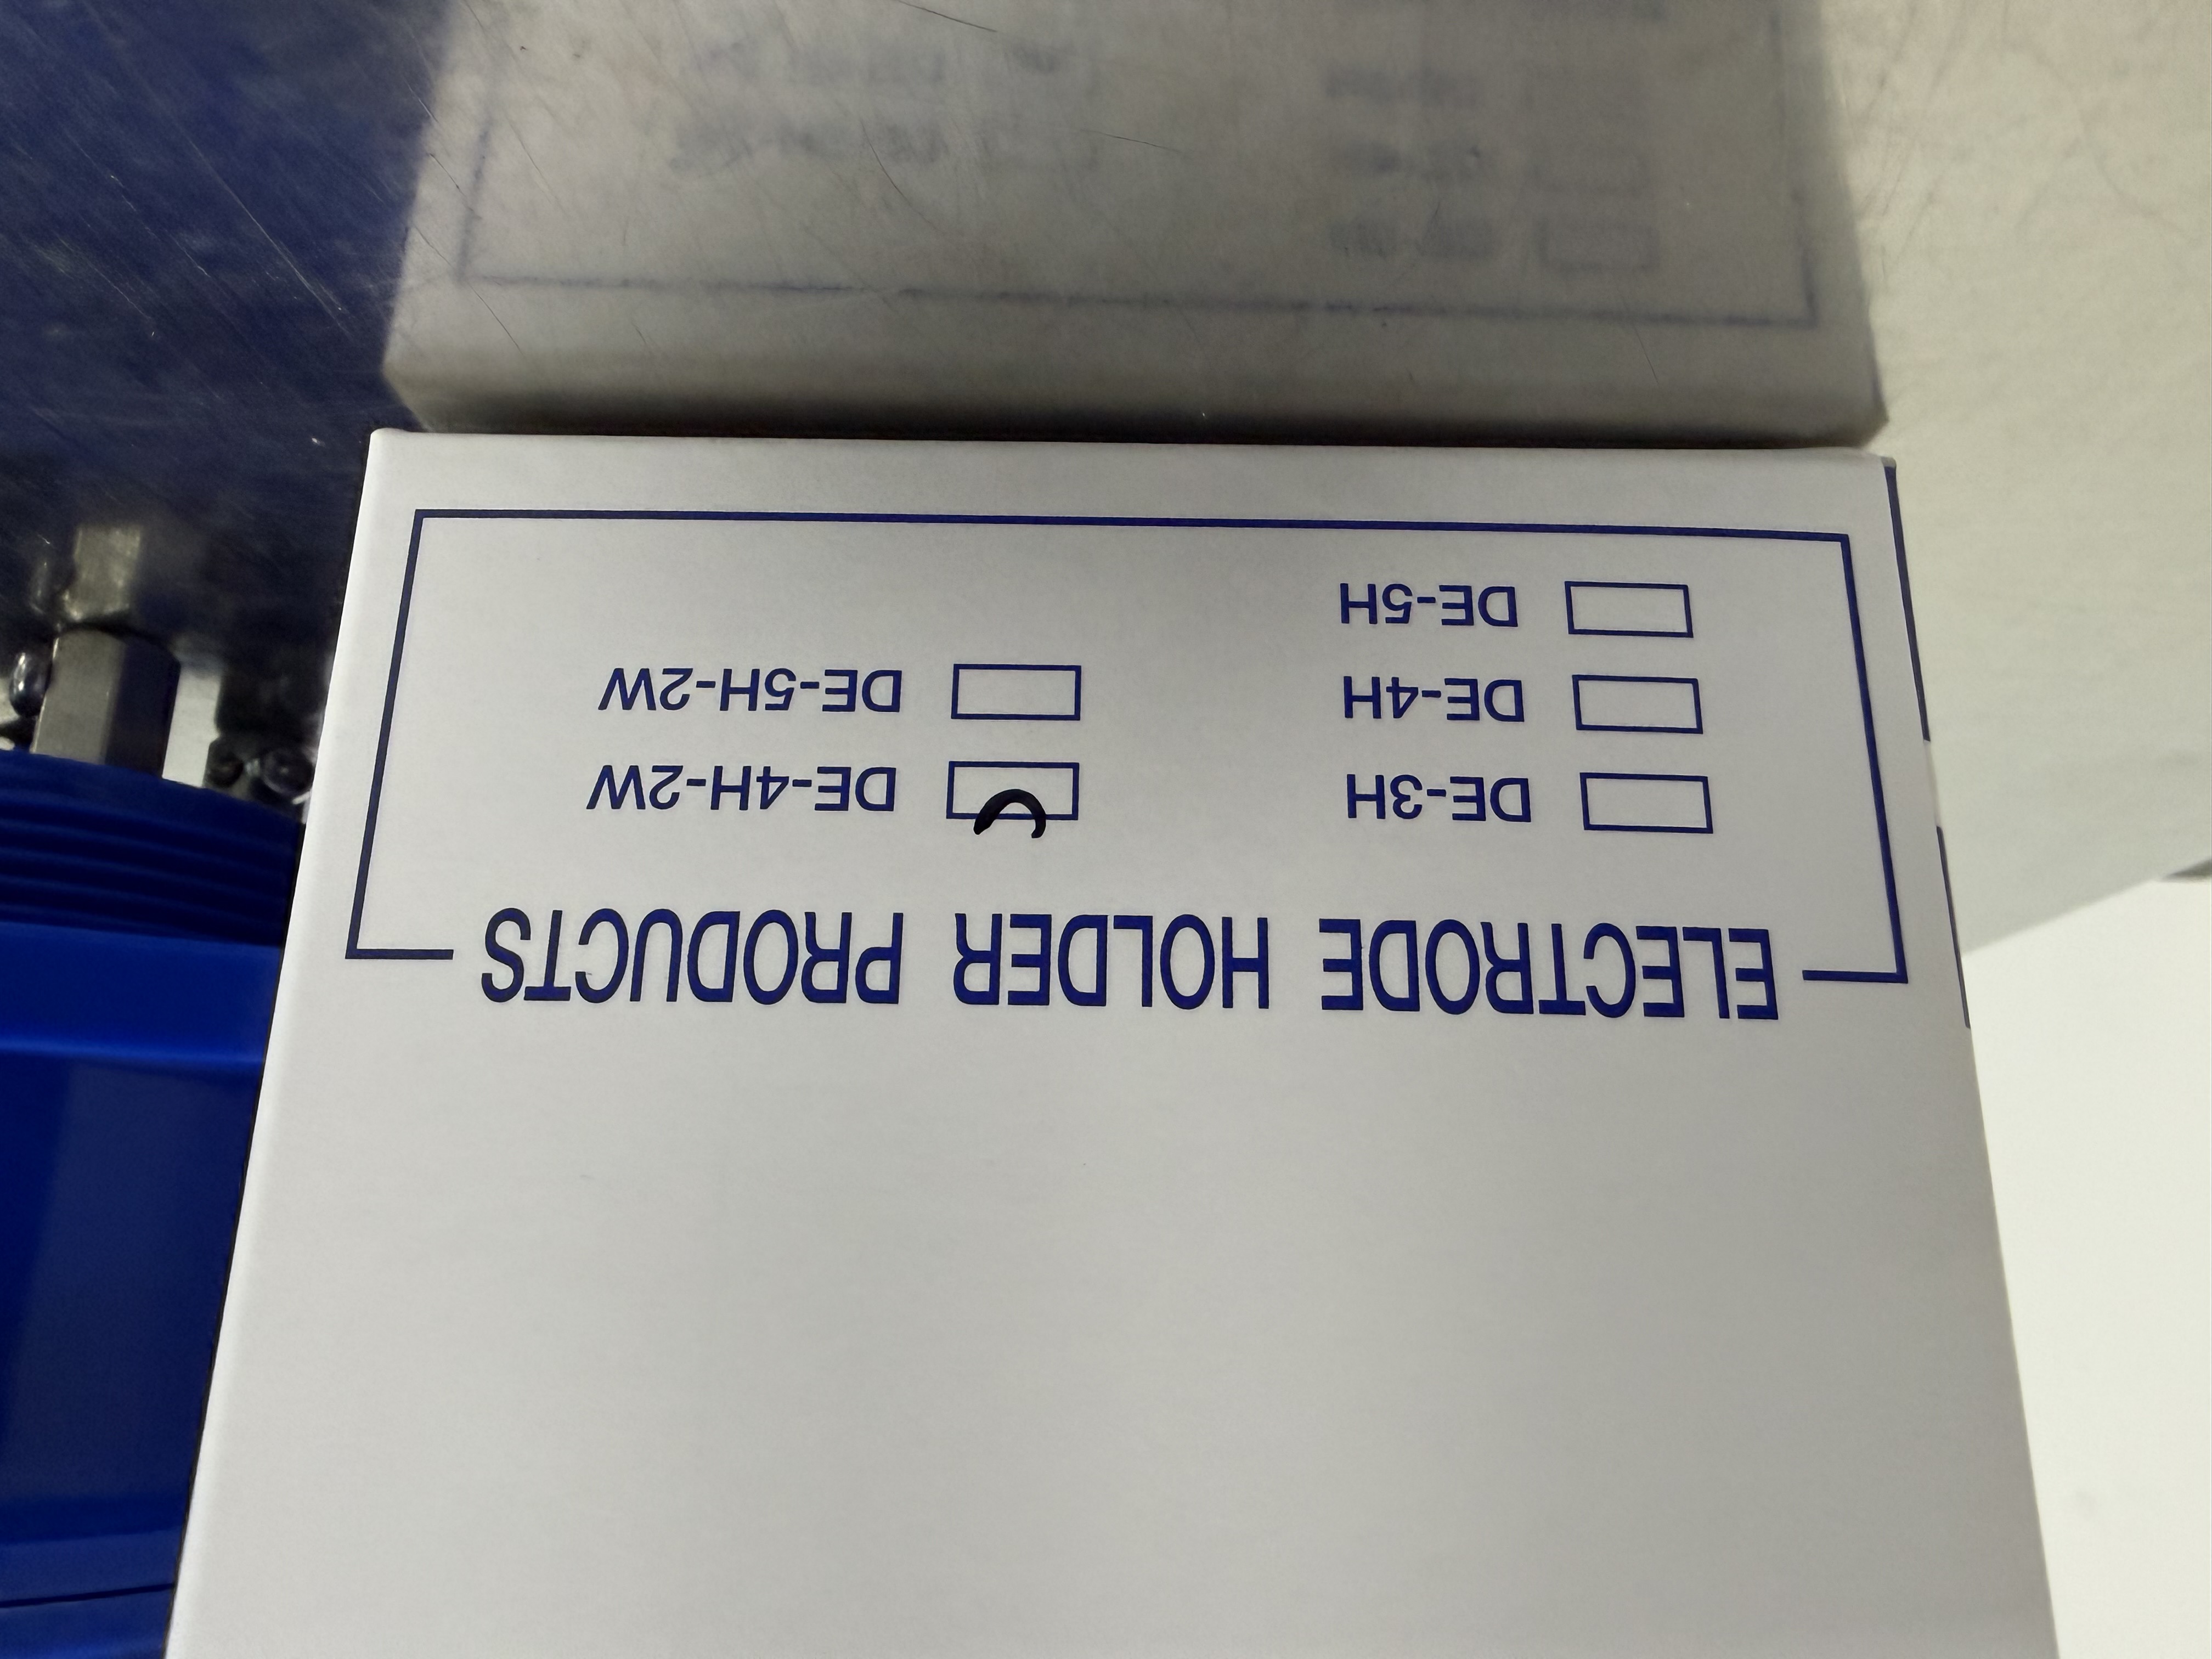 ELECTRODE HOLDER PRODUCTS
DE-3H
DE-4H
DE-5H
DE-4H-2W
DE-5H-2W